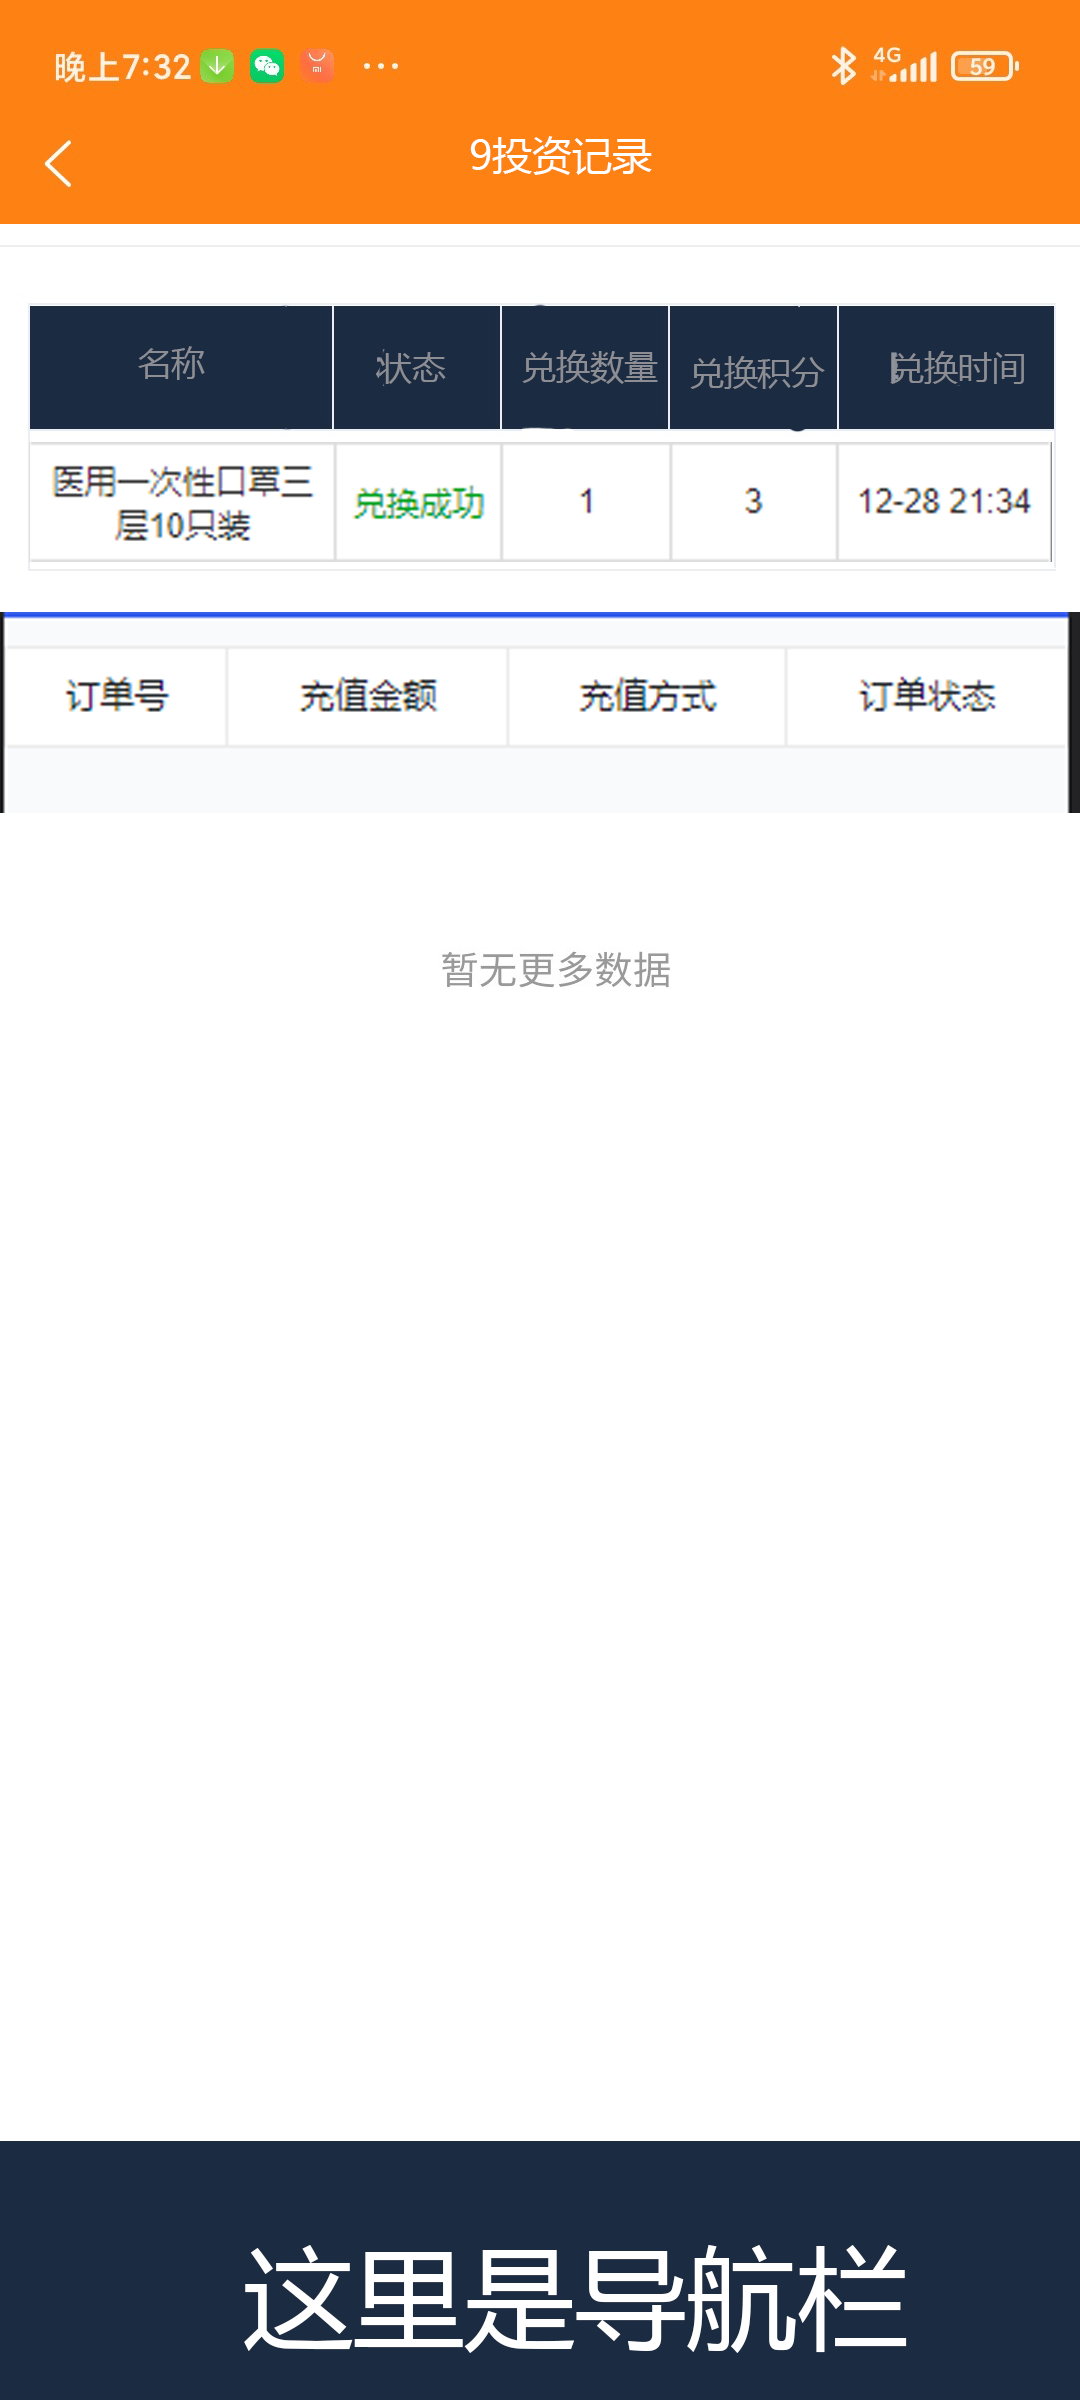 晚上7:32 ... 4G 59
9投资记录
名称 状态 兑换数量 兑换积分 兑换时间
医用一次性口罩三 兑换成功 1 3 12-28 21:34
层10只装
订单号 充值金额 充值方式 订单状态
暂无更多数据
这里是导航栏